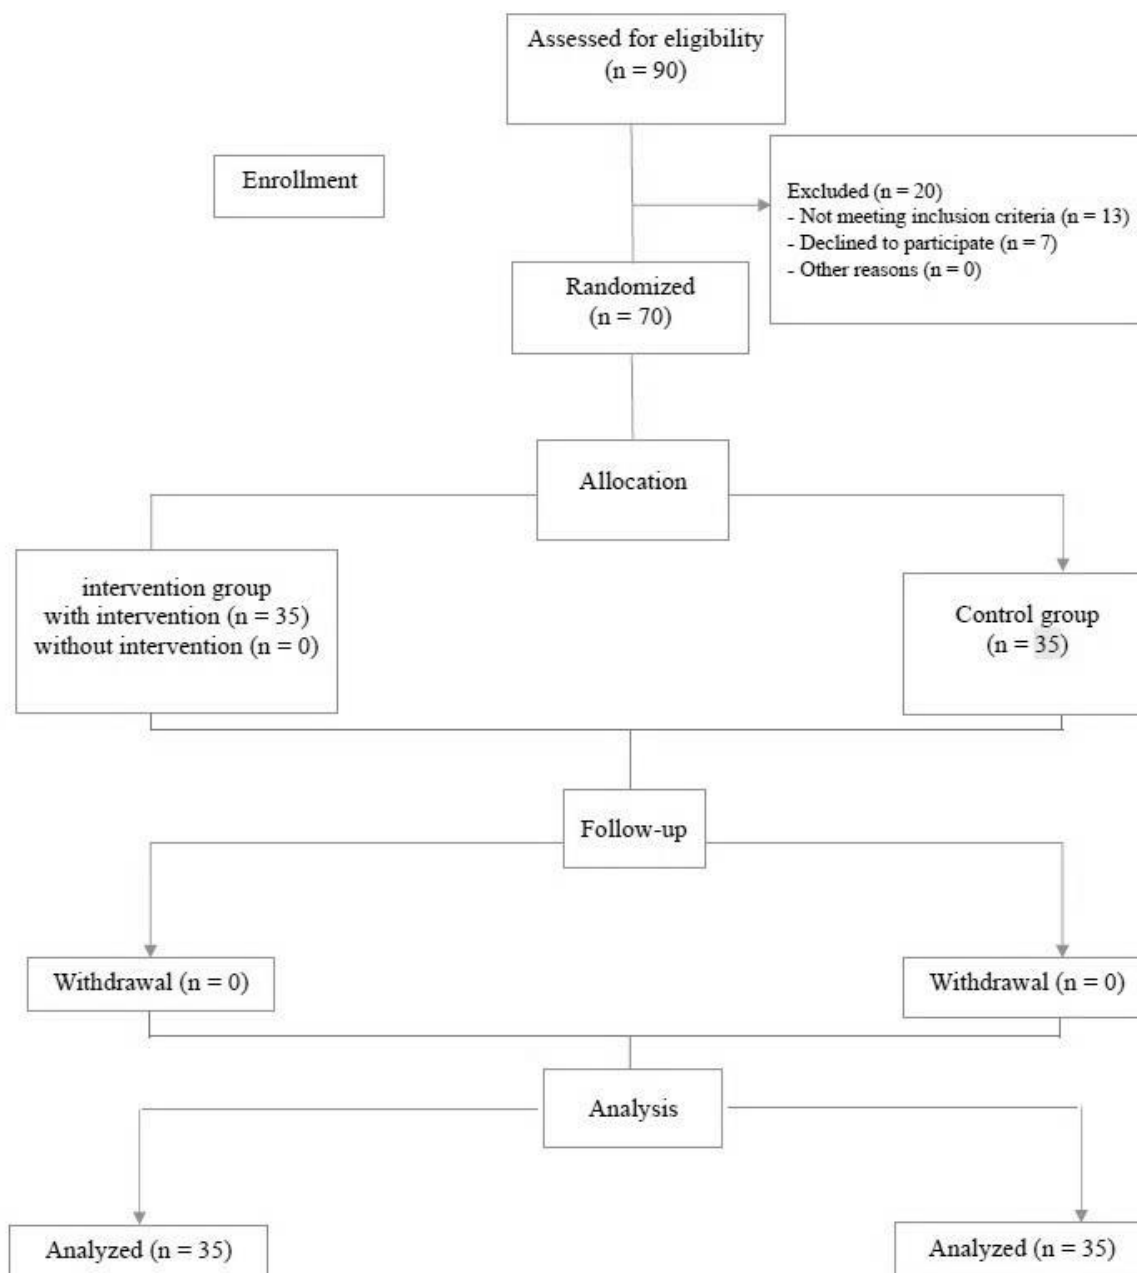 Assessed for eligibility
(n = 90)
Enrollment
Excluded (n = 20)
- Not meeting inclusion criteria (n = 13)
- Declined to participate (n = 7)
- Other reasons (n = 0)
Randomized
(n = 70)
Allocation
intervention group
with intervention (n = 35)
without intervention (n = 0)
Control group
(n = 35)
Follow-up
Withdrawal (n = 0)
Withdrawal (n = 0)
Analysis
Analyzed (n = 35)
Analyzed (n = 35)